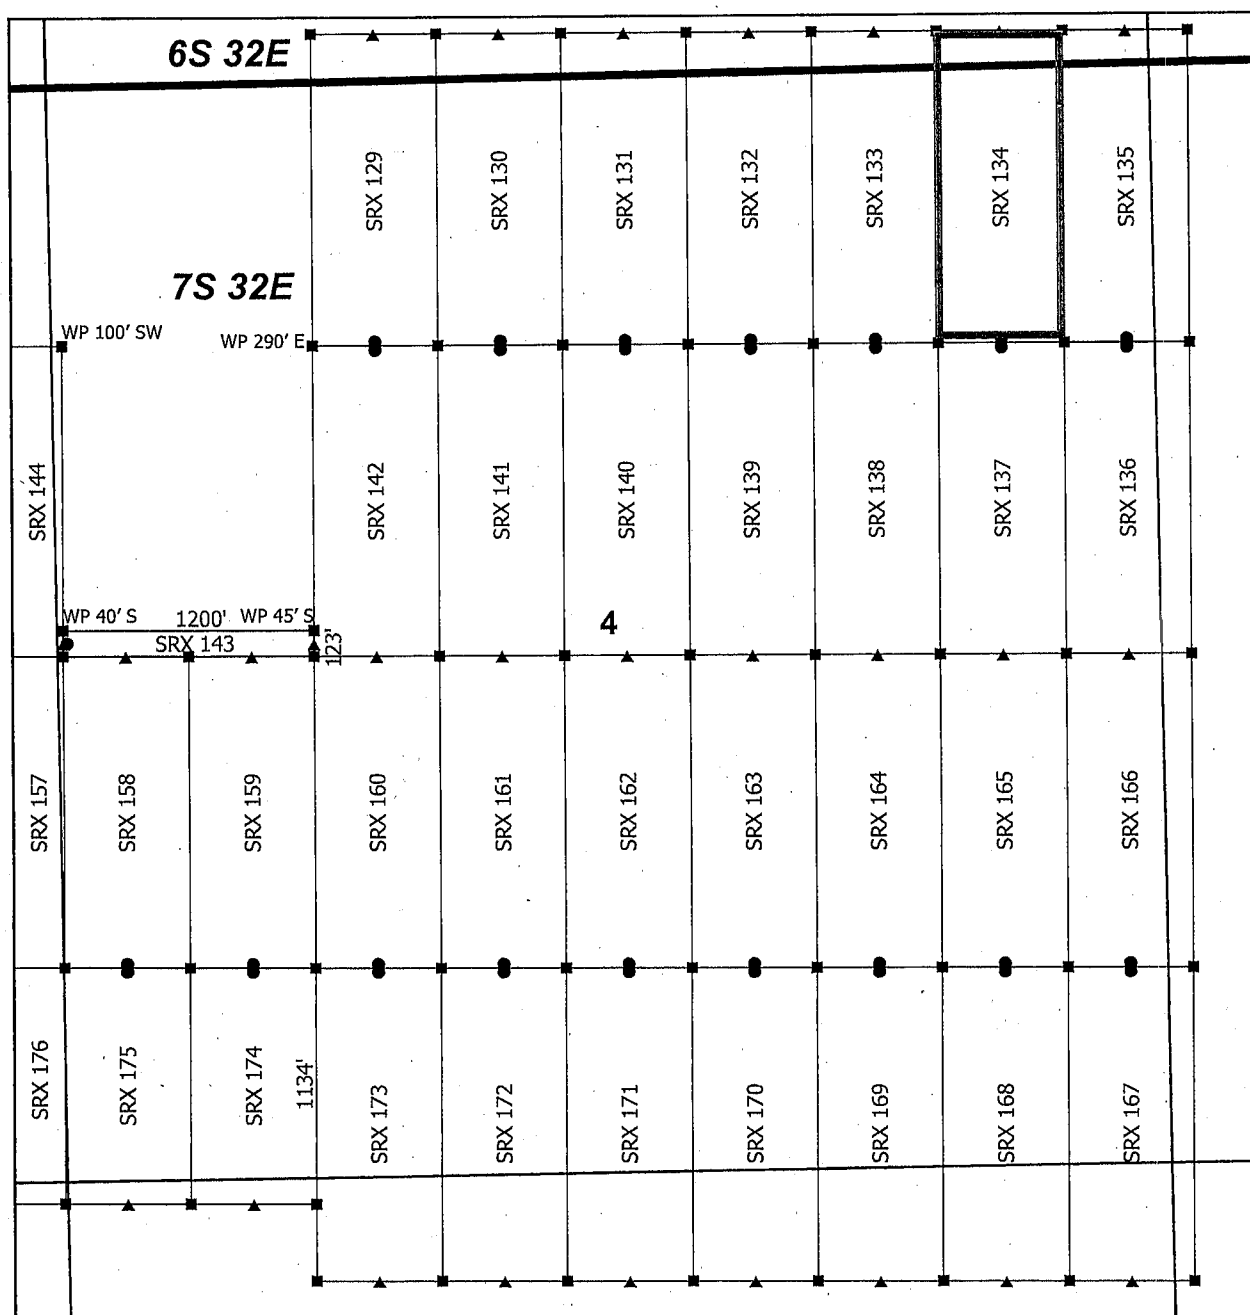 6S 32E
SRX 129
SRX 130
SRX 131
SRX 132
SRX 133
SRX 134
SRX 135
7S 32E
WP 100' SW
WP 290' E
SRX 144
SRX 142
SRX 141
SRX 140
SRX 139
SRX 138
SRX 137
SRX 136
WP 40' S
1200'
WP 45' S
4
SRX 143
123'
SRX 157
SRX 158
SRX 159
SRX 160
SRX 161
SRX 162
SRX 163
SRX 164
SRX 165
SRX 166
SRX 176
SRX 175
SRX 174
1134'
SRX 173
SRX 172
SRX 171
SRX 170
SRX 169
SRX 168
SRX 167